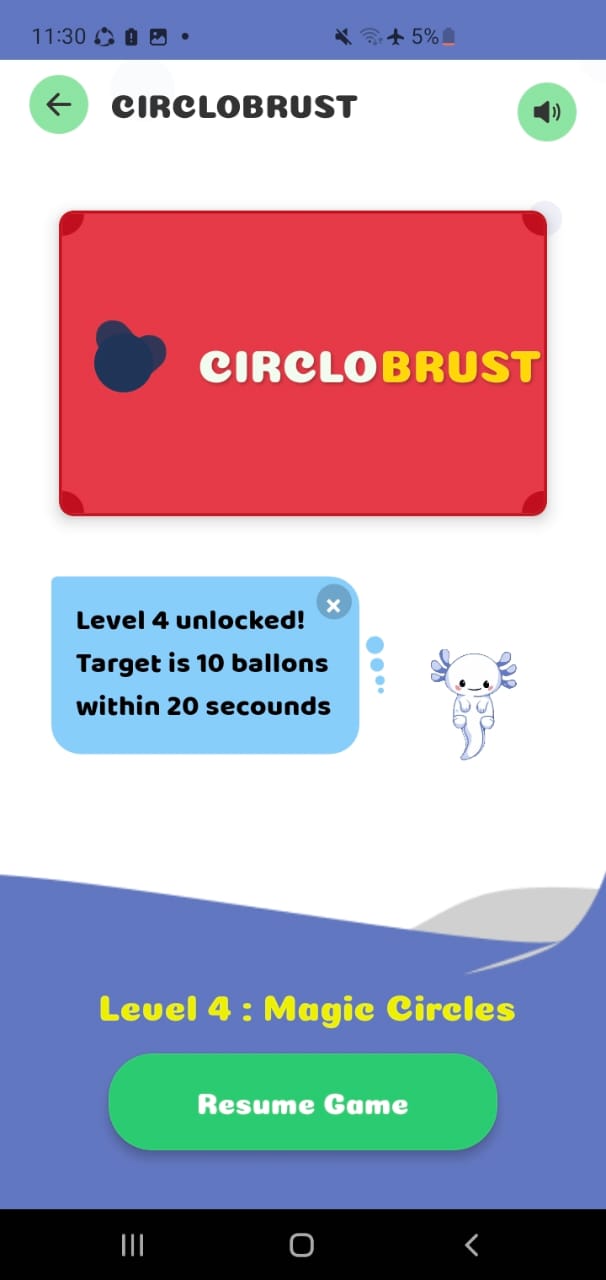 11:30
5%
CIRCLOBRUST
CIRCLOBRUST
Level 4 unlocked!
Target is 10 ballons
within 20 secounds
Level 4 : Magic Circles
Resume Game